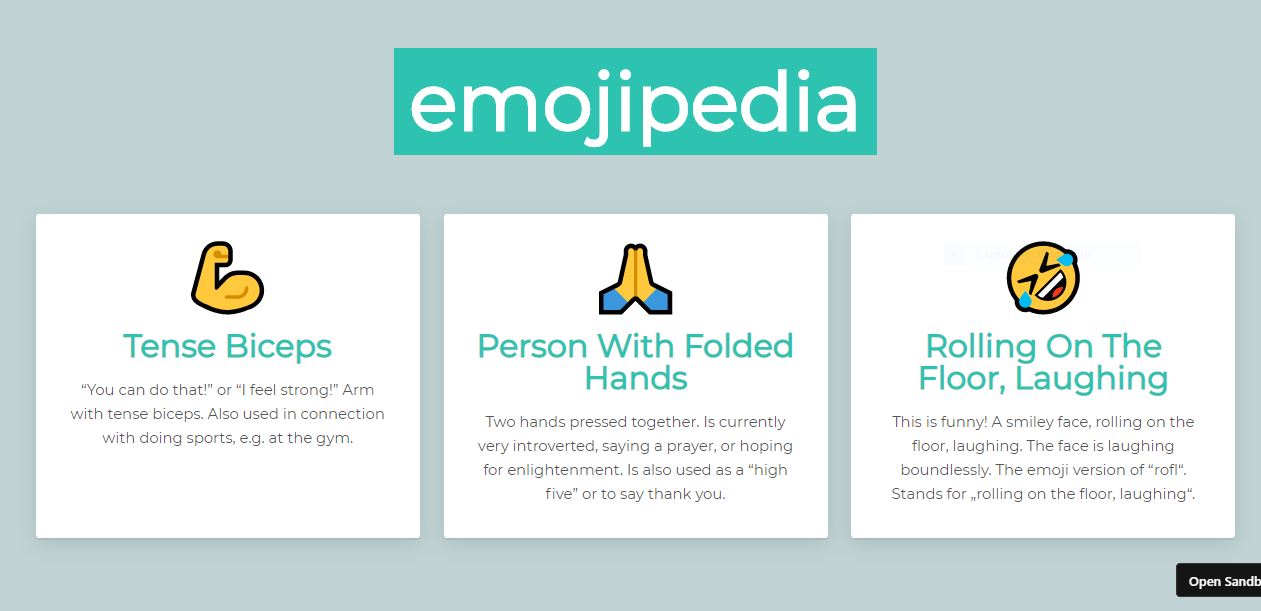 emojipedia
Tense Biceps
“You can do that!” or “I feel strong!” Arm
with tense biceps. Also used in connection
with doing sports, e.g. at the gym.
Person With Folded
Hands
Two hands pressed together. Is currently
very introverted, saying a prayer, or hoping
for enlightenment. Is also used as a “high
five” or to say thank you.
Rolling On The
Floor, Laughing
This is funny! A smiley face, rolling on the
floor, laughing. The face is laughing
boundlessly. The emoji version of “rofl“.
Stands for „rolling on the floor, laughing“.
Open Sandb